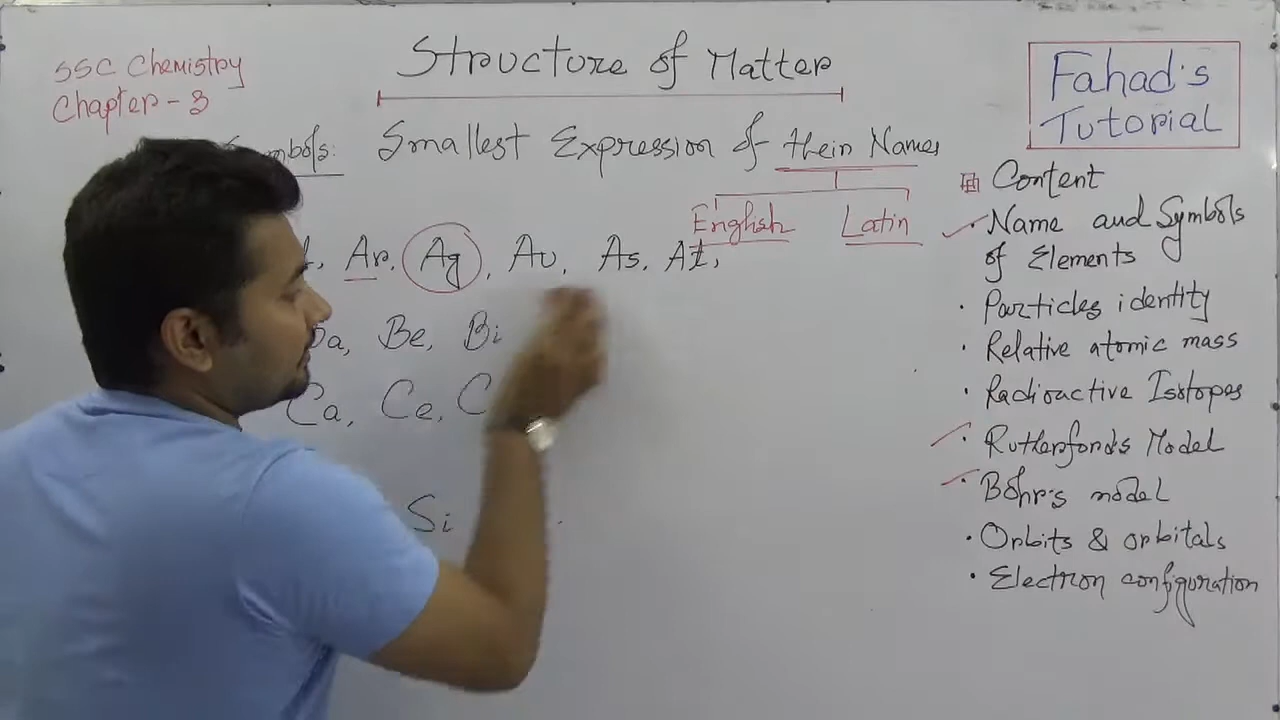 SSC Chemistry
Chapter - 3
Structure of Matter
Fahad's
Tutorial
Symbols: Smallest Expression of their Names
English Latin
Ar, Ag, Au, As, At,
Be, Bi
Ca, Ce, C
Si
Content
Name and Symbols
of Elements
Particles identity
Relative atomic mass
Radioactive Isotopes
Rutherford's Model
Bohr's model
Orbits & orbitals
Electron configuration